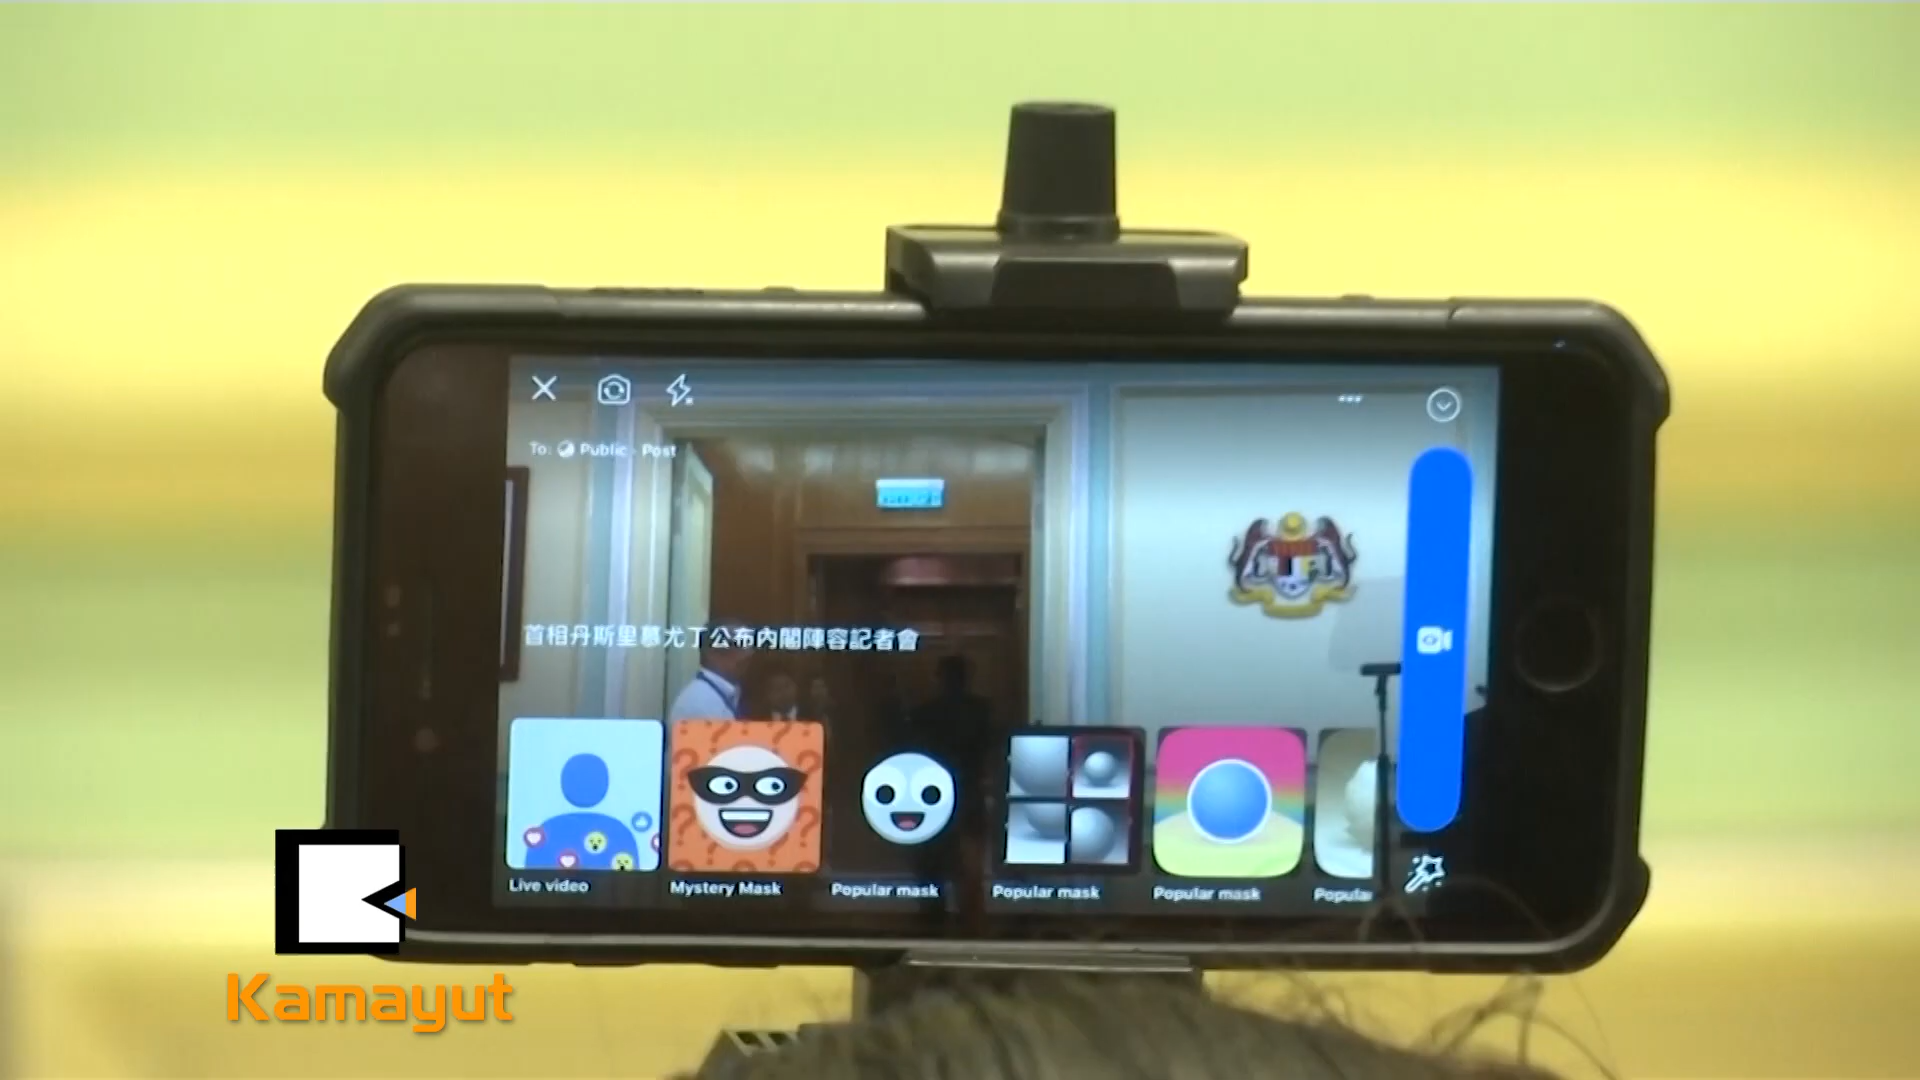 To: Public · Post
首相丹斯里慕尤丁公布內閣陣容記者會
Live video
Mystery Mask
Popular mask
Popular mask
Popular mask
Popular
Kamayut